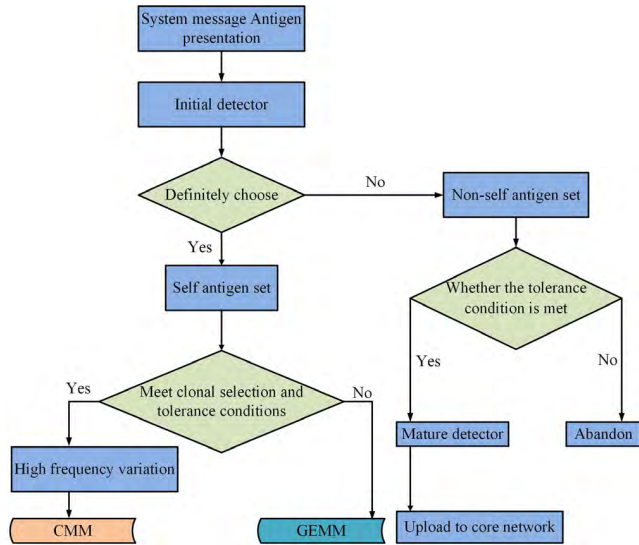 System message Antigen
presentation
Initial detector
Definitely choose
No
Non-self antigen set
Yes
Self antigen set
Whether the tolerance
condition is met
Yes
No
Meet clonal selection and
tolerance conditions
Yes
No
Mature detector
Abandon
High frequency variation
CMM
GEMM
Upload to core network